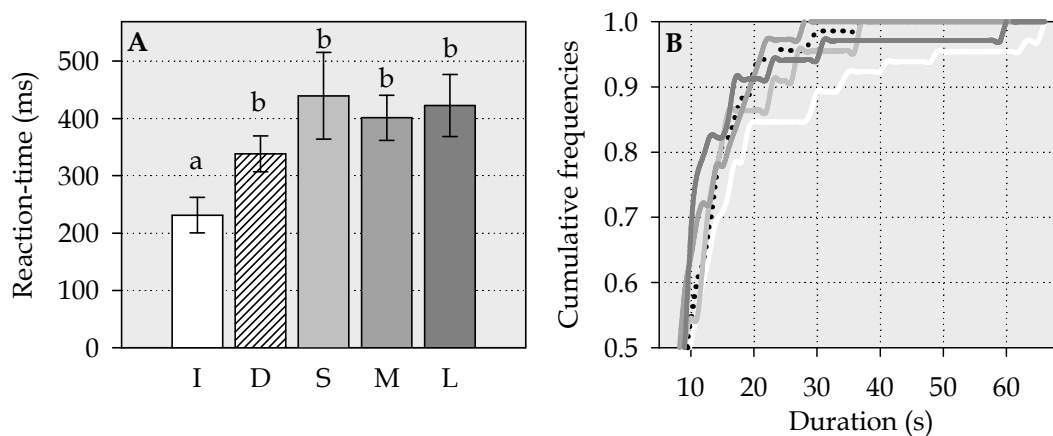 A
Reaction-time (ms)
500
400
300
200
100
0
a
b
b
b
b
I D S M L
B
Cumulative frequencies
1.0
0.9
0.8
0.7
0.6
0.5
10 20 30 40 50 60
Duration (s)